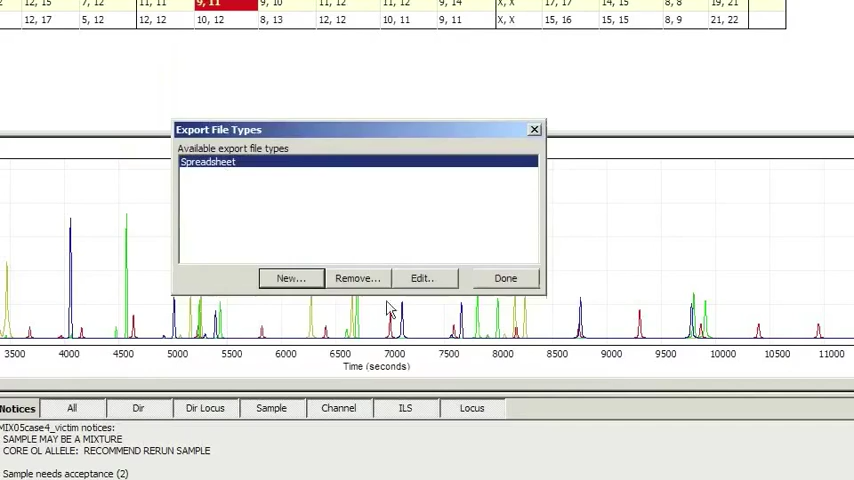 2 12, 15 7, 12 11, 11 9, 11 9, 10 11, 12 11, 12 9, 14 X, X 17, 17 14, 15 8, 8 19, 21
12, 17 5, 12 12, 12 10, 12 8, 13 12, 12 10, 12 9, 11 X, X 15, 16 15, 15 8, 9 21, 21
Export File Types
Available export file types
Spreadsheet
New... Remove... Edit.. Done
3500 4000 4500 5000 5500 6000 6500 7000 7500 8000 8500 9000 9500 10000 10500 11000
Time (seconds)
Notices All Dir Dir Locus Sample Channel ILS Locus
MIX05case4_victim notices:
SAMPLE MAY BE A MIXTURE
CORE OL ALLELE: RECOMMEND RERUN SAMPLE
Sample needs acceptance (2)